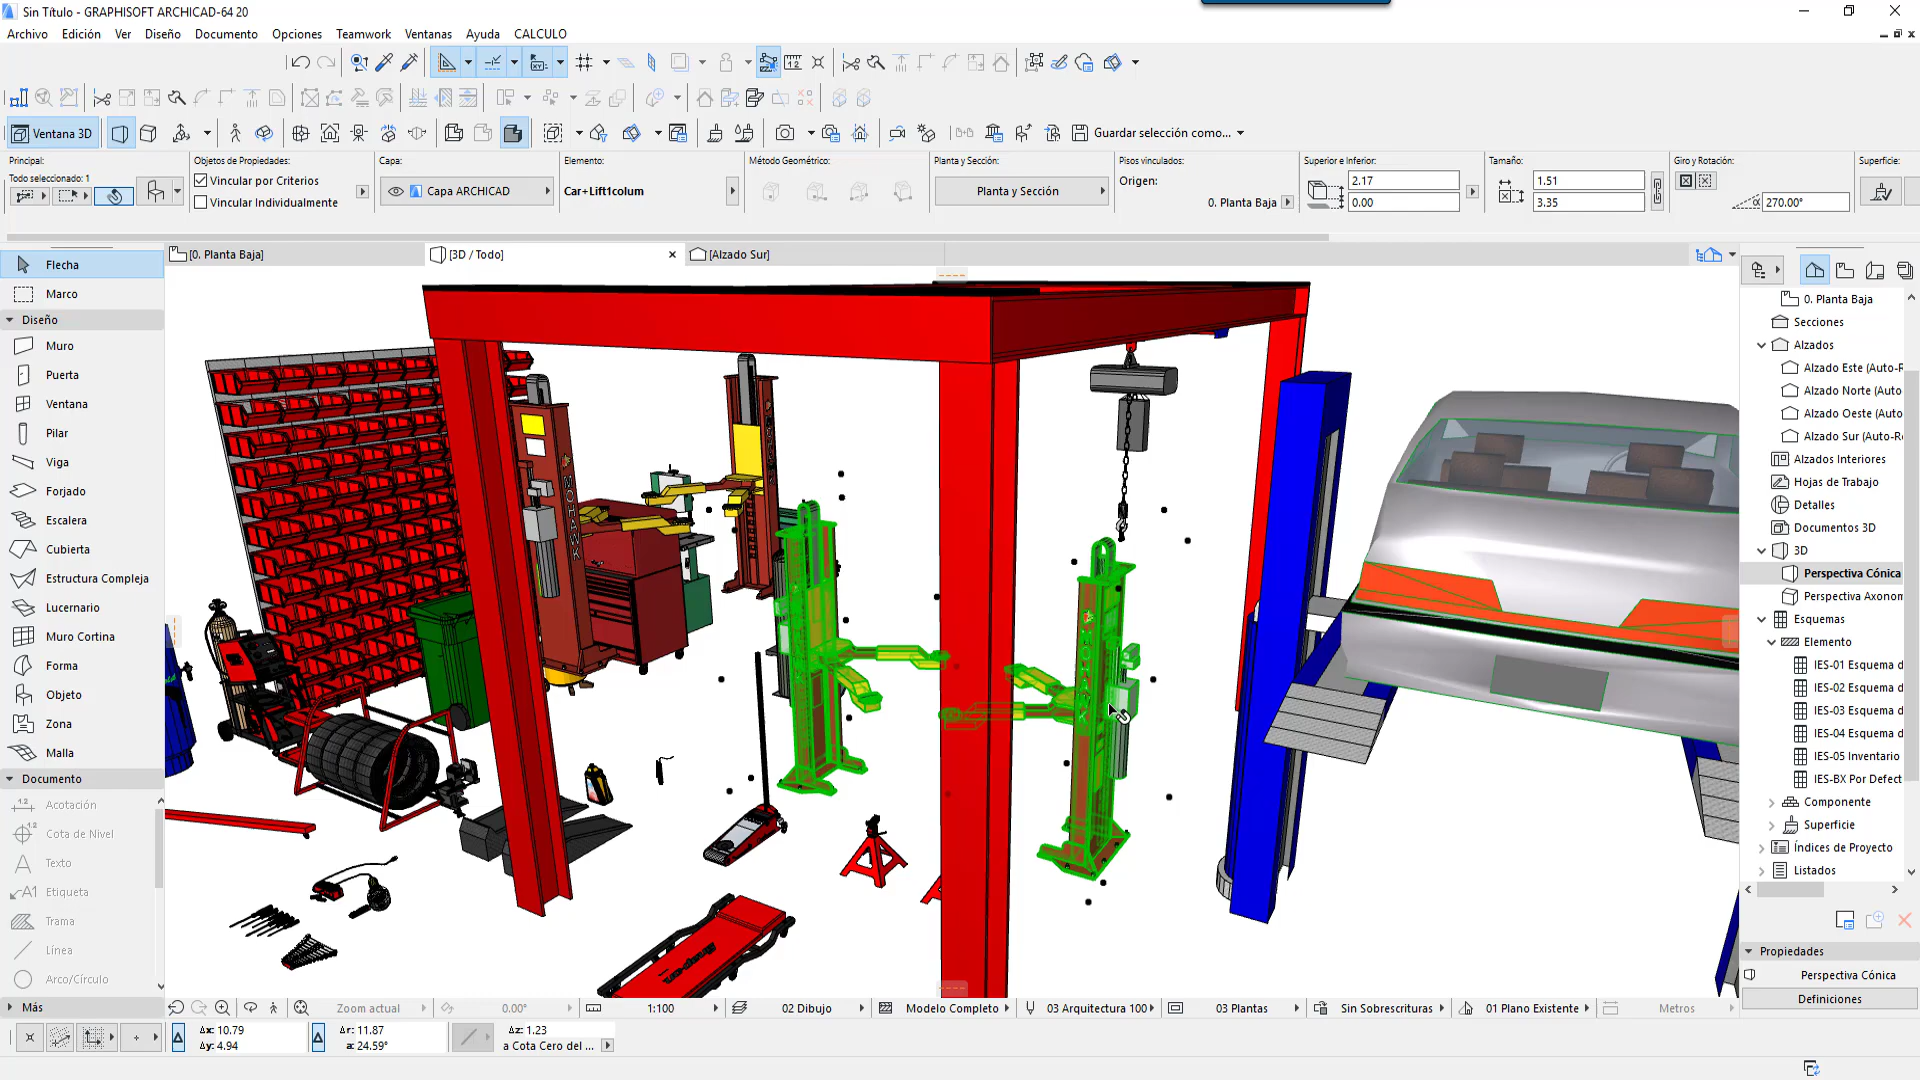 Sin Título - GRAPHISOFT ARCHICAD-64 20
Archivo Edición Ver Diseño Documento Opciones Teamwork Ventanas Ayuda CALCULO
Ventana 3D
Guardar selección como...
Principal:
Todo seleccionado: 1
Objetos de Propiedades:
Vincular por Criterios
Vincular Individualmente
Capa:
Capa ARCHICAD
Elemento:
Car+Lift1colum
Método Geométrico:
Planta y Sección:
Planta y Sección
Pisos vinculados:
Origen:
0. Planta Baja
Superior e Inferior:
2.17
0.00
Tamaño:
1.51
3.35
Giro y Rotación:
270.00°
Superficie:
[0. Planta Baja]
[3D / Todo]
[Alzado Sur]
Flecha
Marco
Diseño
Muro
Puerta
Ventana
Pilar
Viga
Forjado
Escalera
Cubierta
Estructura Compleja
Lucernario
Muro Cortina
Forma
Objeto
Zona
Malla
Documento
Acotación
Cota de Nivel
Texto
Etiqueta
Trama
Línea
Arco/Círculo
Más
MOHAWK
Snap-on
0. Planta Baja
Secciones
Alzados
Alzado Este (Auto-R
Alzado Norte (Auto
Alzado Oeste (Auto
Alzado Sur (Auto-Re
Alzados Interiores
Hojas de Trabajo
Detalles
Documentos 3D
3D
Perspectiva Cónica
Perspectiva Axonom
Esquemas
Elemento
IES-01 Esquema d
IES-02 Esquema d
IES-03 Esquema d
IES-04 Esquema d
IES-05 Inventario
IES-BX Por Defect
Componente
Superficie
Índices de Proyecto
Listados
Propiedades
Perspectiva Cónica
Definiciones
Zoom actual
0.00°
1:100
02 Dibujo
Modelo Completo
03 Arquitectura 100
03 Plantas
Sin Sobrescrituras
01 Plano Existente
Metros
Δx: 10.79
Δy: 4.94
Δr: 11.87
a: 24.59°
Δz: 1.23
a Cota Cero del ...